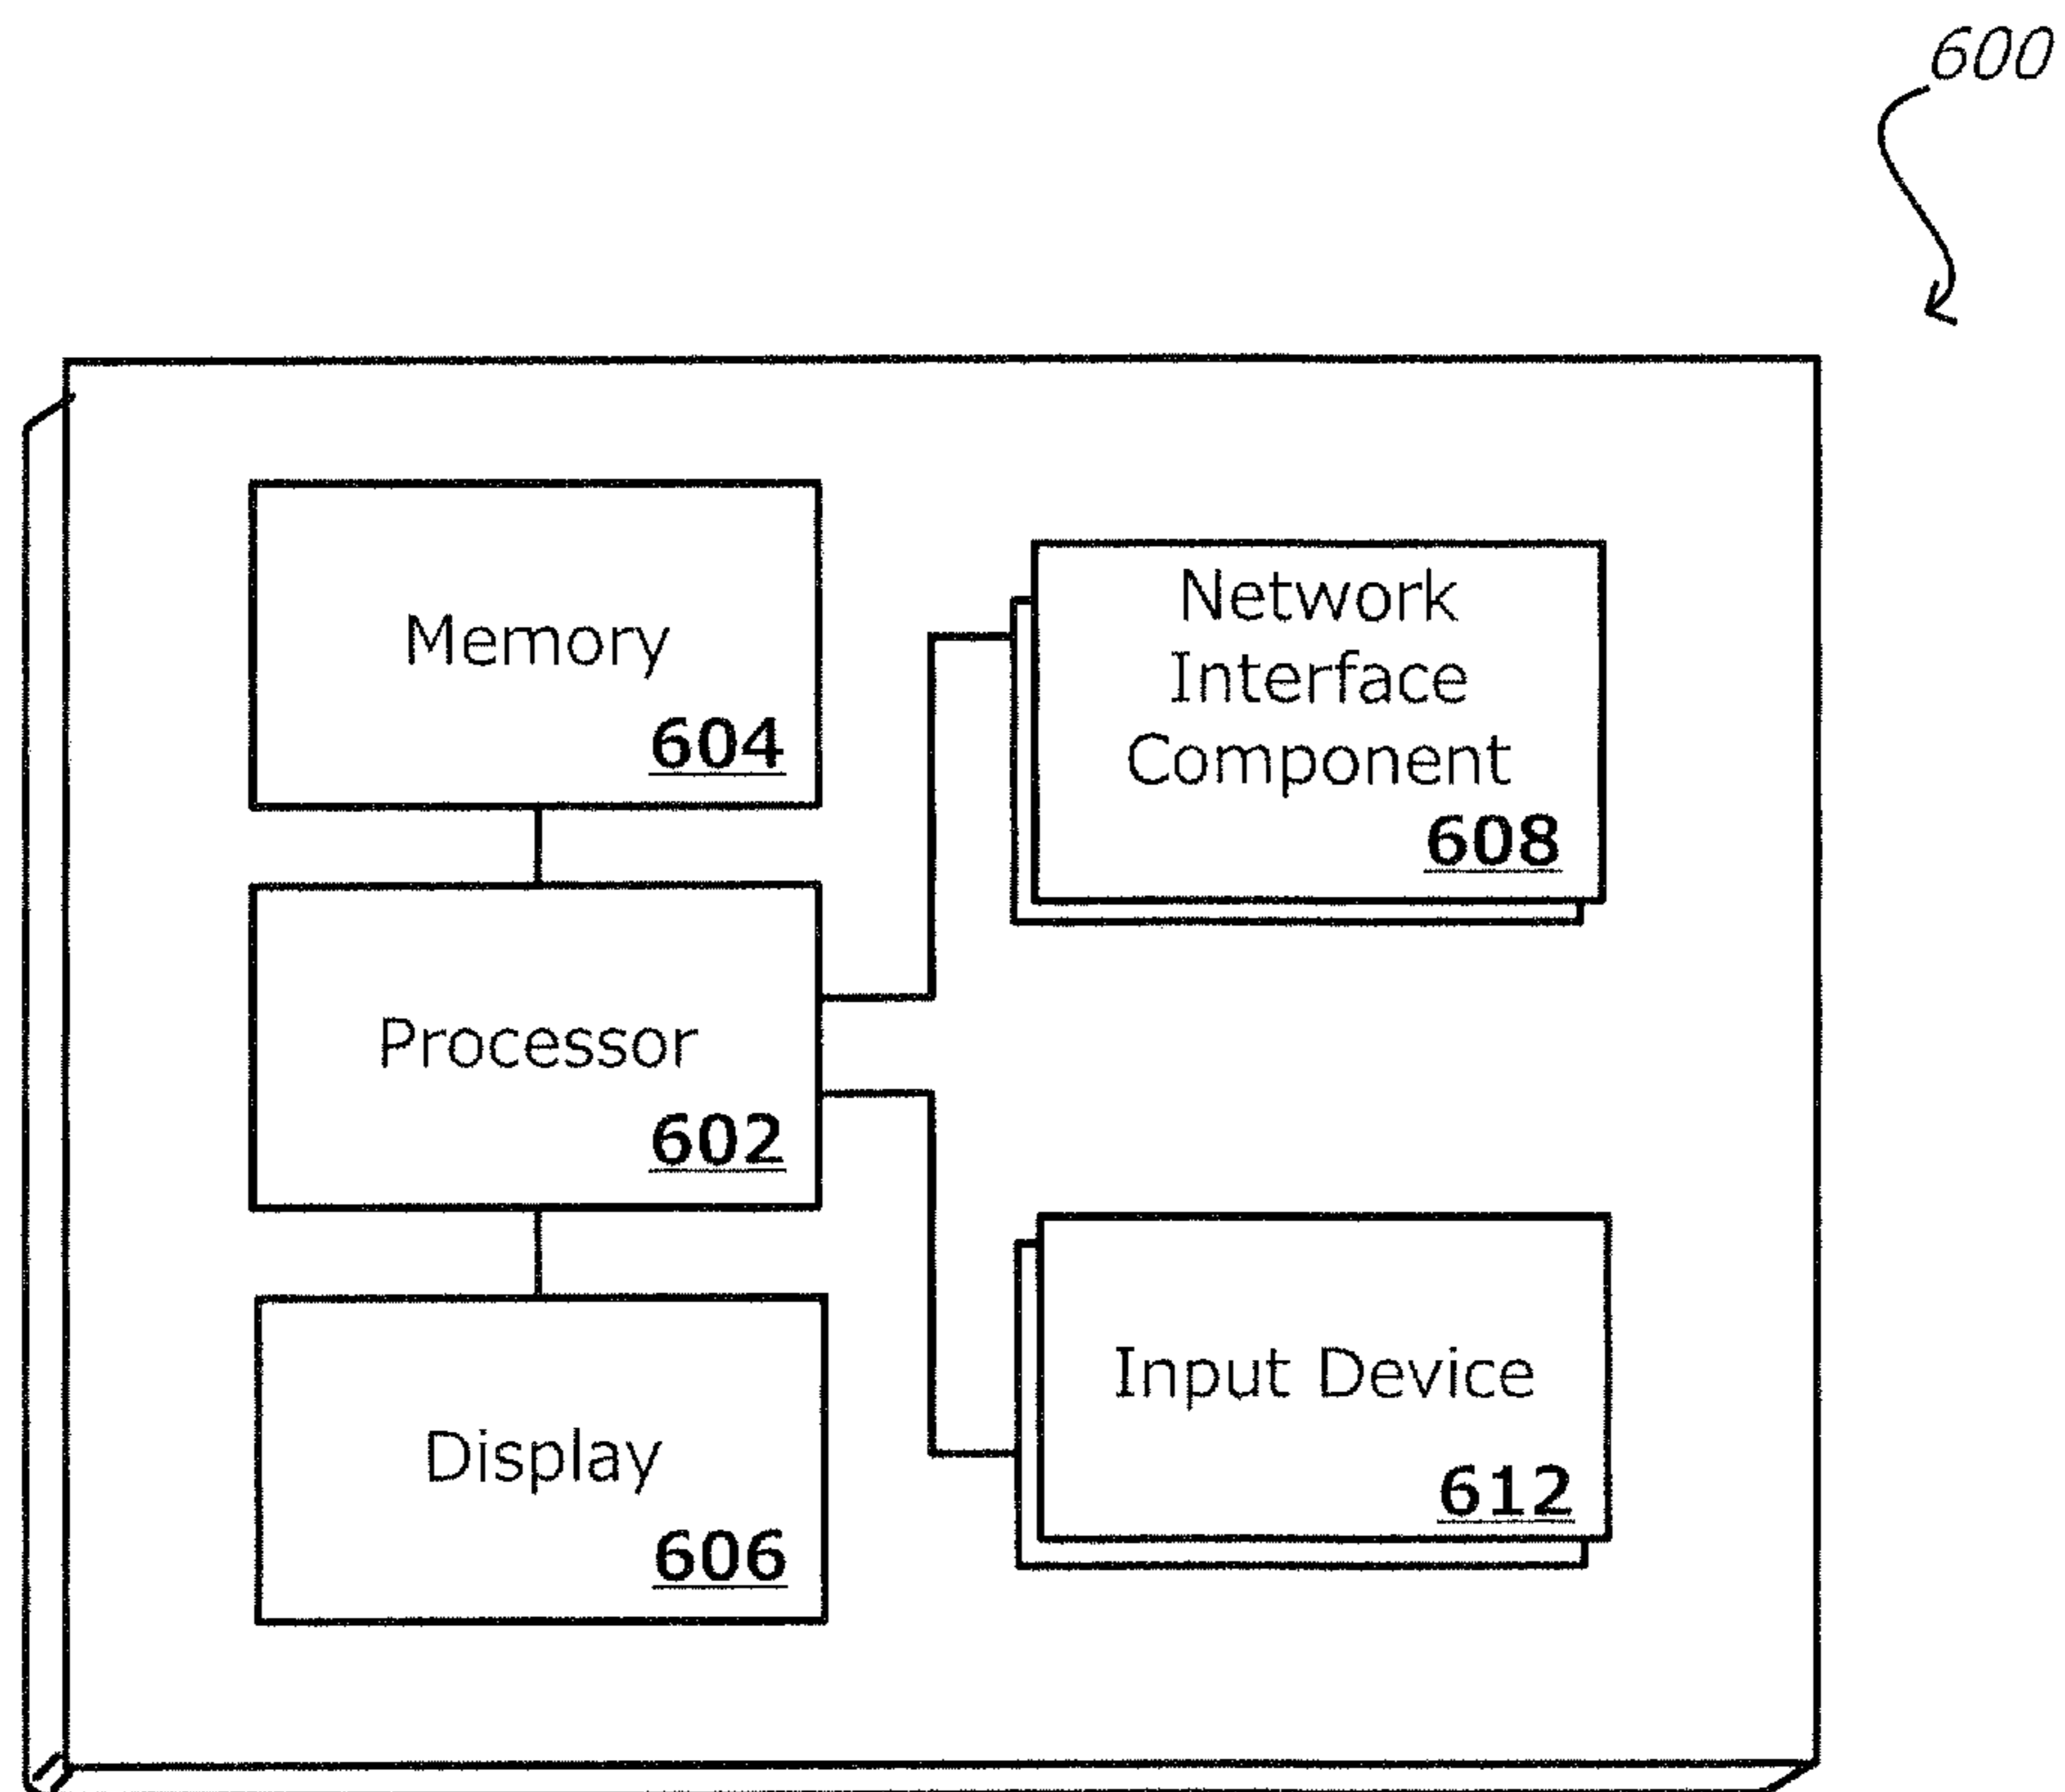 600
Memory
604
Network
Interface
Component
608
Processor
602
Input Device
612
Display
606